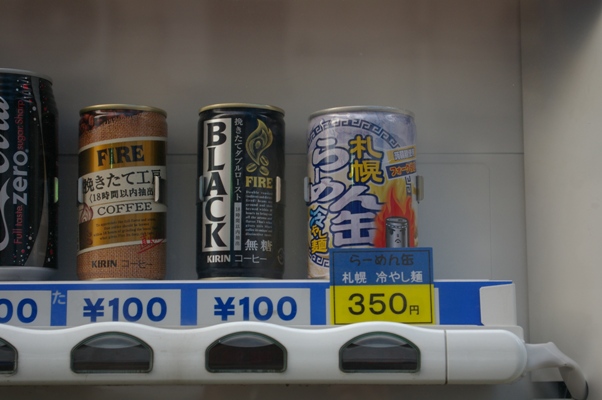 zero
FIRE
挽きたて工房
(18時間以内抽出)
COFFEE
KIRIN コーヒー
BLACK
挽きたてダブルロースト
FIRE
無糖
KIRIN コーヒー
札幌
らーめん缶
冷やし麺
らーめん缶
札幌 冷やし麺
350円
00
た
¥100
¥100